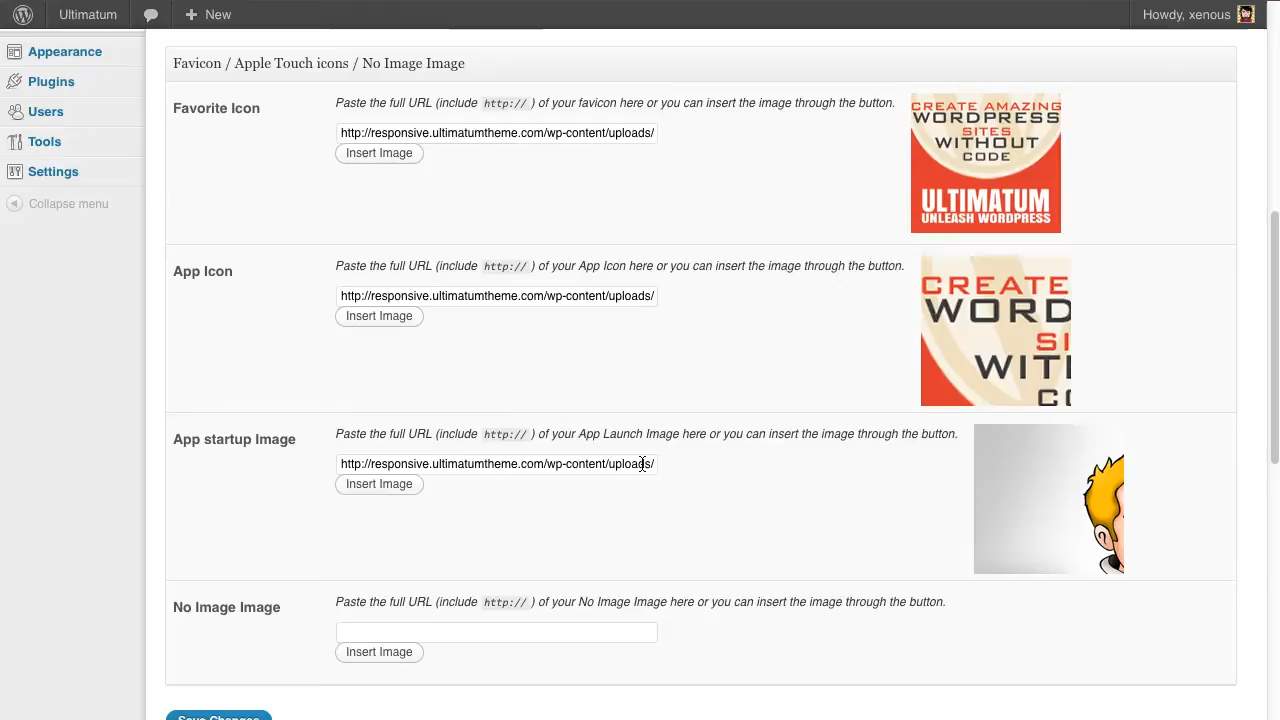 Ultimatum
New
Howdy, xenous
Appearance
Plugins
Users
Tools
Settings
Collapse menu
Favicon / Apple Touch icons / No Image Image
Favorite Icon
Paste the full URL (include http:// ) of your favicon here or you can insert the image through the button.
http://responsive.ultimatumtheme.com/wp-content/uploads/
Insert Image
CREATE AMAZING
WORDPRESS
SITES
WITHOUT
CODE
ULTIMATUM
UNLEASH WORDPRESS
App Icon
Paste the full URL (include http:// ) of your App Icon here or you can insert the image through the button.
http://responsive.ultimatumtheme.com/wp-content/uploads/
Insert Image
CREATE
WORD
SI
WITH
CO
App startup Image
Paste the full URL (include http:// ) of your App Launch Image here or you can insert the image through the button.
http://responsive.ultimatumtheme.com/wp-content/uploads/
Insert Image
No Image Image
Paste the full URL (include http:// ) of your No Image Image here or you can insert the image through the button.
Insert Image
Save Changes